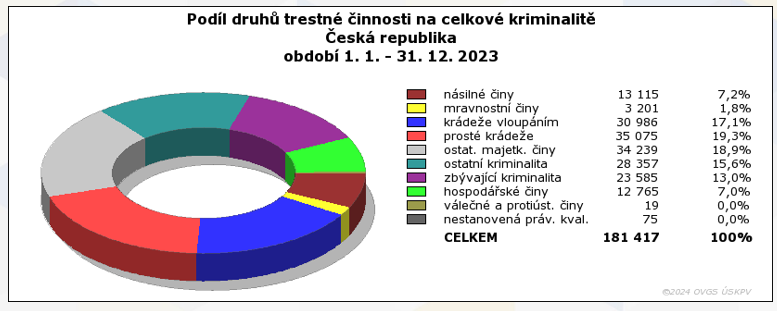 Podíl druhů trestné činnosti na celkové kriminalitě
Česká republika
období 1. 1. - 31. 12. 2023
násilné činy 13 115 7,2%
mravnostní činy 3 201 1,8%
krádeže vloupáním 30 986 17,1%
prosté krádeže 35 075 19,3%
ostat. majetk. činy 34 239 18,9%
ostatní kriminalita 28 357 15,6%
zbývající kriminalita 23 585 13,0%
hospodářské činy 12 765 7,0%
válečné a protiúst. činy 19 0,0%
nestanovená práv. kval. 75 0,0%
CELKEM 181 417 100%
©2024 OVGS ÚSKPV